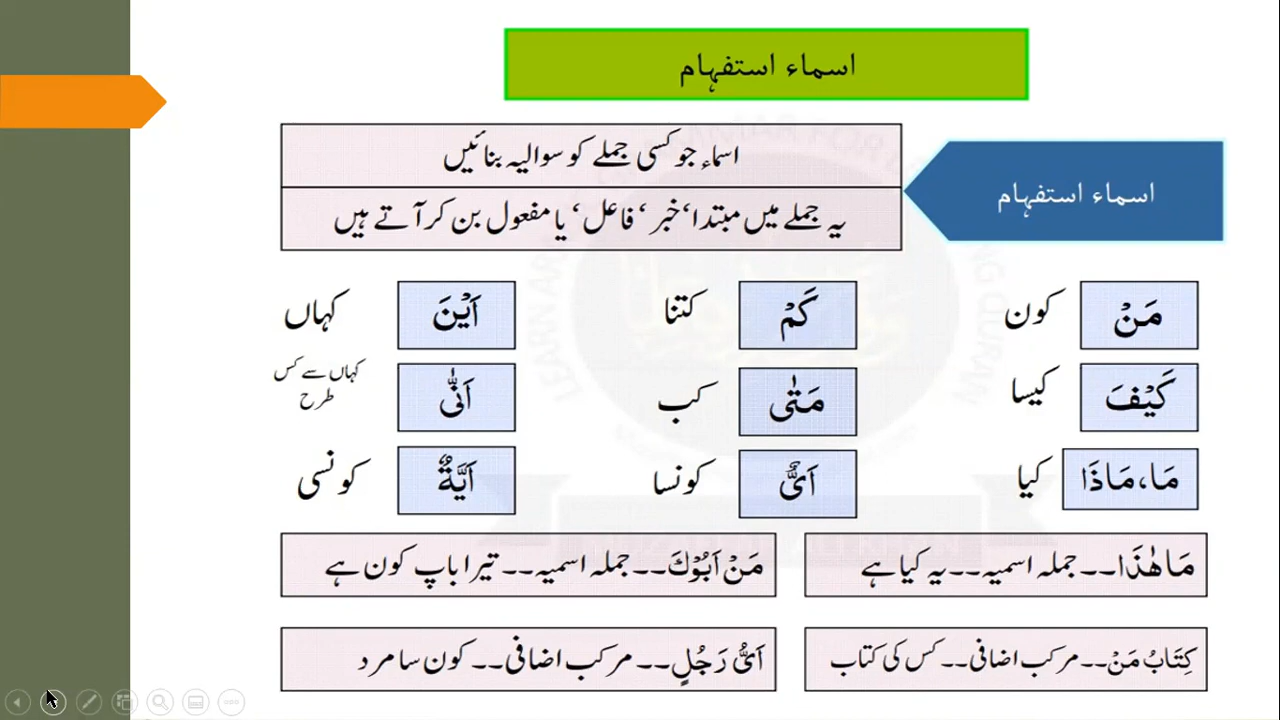 اسماء استفہام
اسماء استفہام
اسماء جو کسی جملے کو سوالیہ بنائیں
یہ جملے میں مبتدا‘ خبر ‘ فاعل‘ یا مفعول بن کر آتے ہیں
مَنْ کون کَمْ کتنا اَیْنَ کہاں
کَیْفَ کیسا مَتٰی کب اَنّٰی کہاں سے کس طرح
مَا،مَاذَا کیا اَیٌّ کونسا اَیَّةٌ کونسی
مَا ھٰذَا۔۔جملہ اسمیہ۔۔یہ کیا ہے مَنْ اَبُوْكَ۔۔جملہ اسمیہ۔۔تیرا باپ کون ہے
کِتَابُ مَنْ۔۔مرکب اضافی۔۔کس کی کتاب اَیُّ رَجُلٍ۔۔مرکب اضافی۔۔کون سا مرد